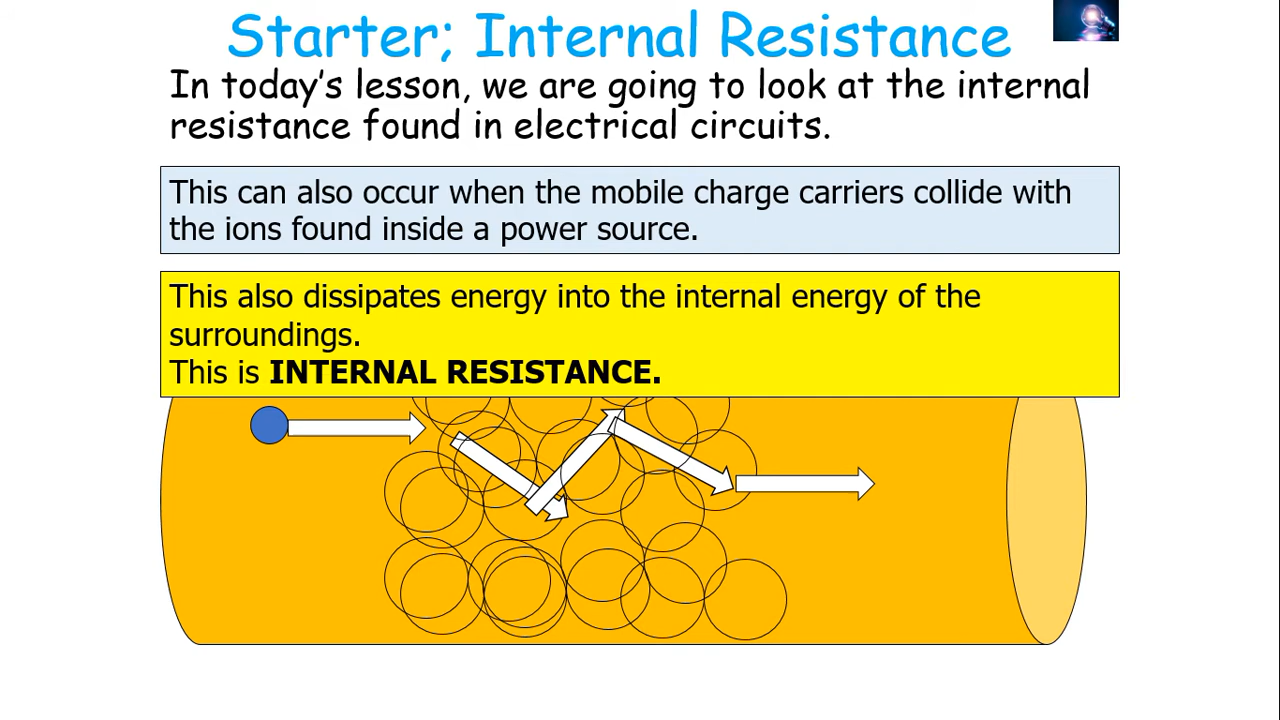 Starter; Internal Resistance
In today's lesson, we are going to look at the internal
resistance found in electrical circuits.
This can also occur when the mobile charge carriers collide with
the ions found inside a power source.
This also dissipates energy into the internal energy of the
surroundings.
This is INTERNAL RESISTANCE.